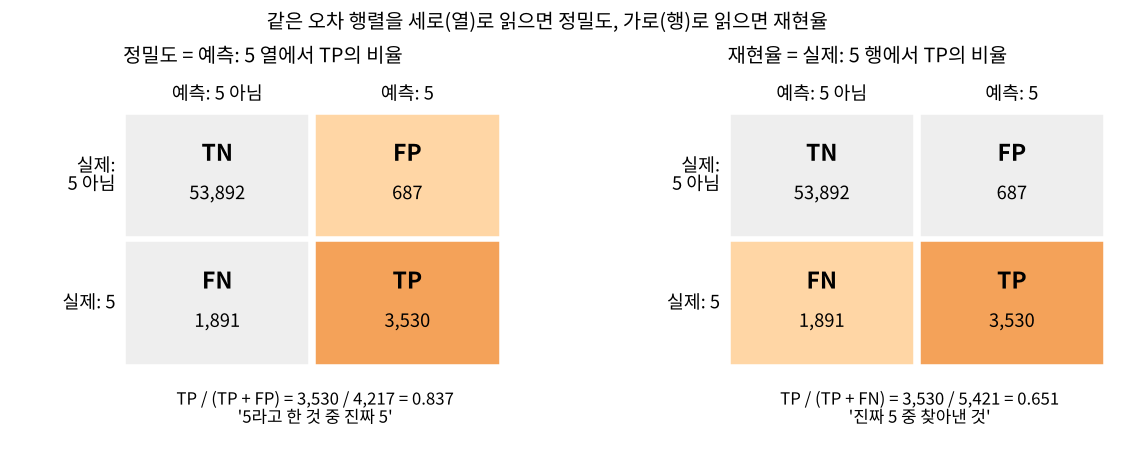 같은 오차 행렬을 세로(열)로 읽으면 정밀도, 가로(행)로 읽으면 재현율
정밀도 = 예측: 5 열에서 TP의 비율
예측: 5 아님
예측: 5
실제:
5 아님
TN
53,892
FP
687
실제: 5
FN
1,891
TP
3,530
TP / (TP + FP) = 3,530 / 4,217 = 0.837
'5라고 한 것 중 진짜 5'
재현율 = 실제: 5 행에서 TP의 비율
예측: 5 아님
예측: 5
실제:
5 아님
TN
53,892
FP
687
실제: 5
FN
1,891
TP
3,530
TP / (TP + FN) = 3,530 / 5,421 = 0.651
'진짜 5 중 찾아낸 것'